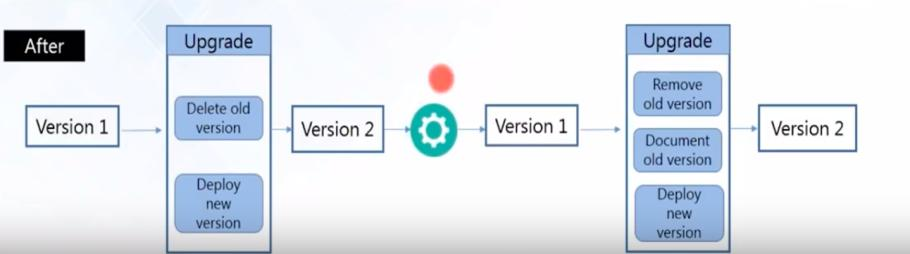 After
Version 1
Upgrade
Delete old
version
Deploy
new
version
Version 2
Version 1
Upgrade
Remove
old version
Document
old version
Deploy
new
version
Version 2